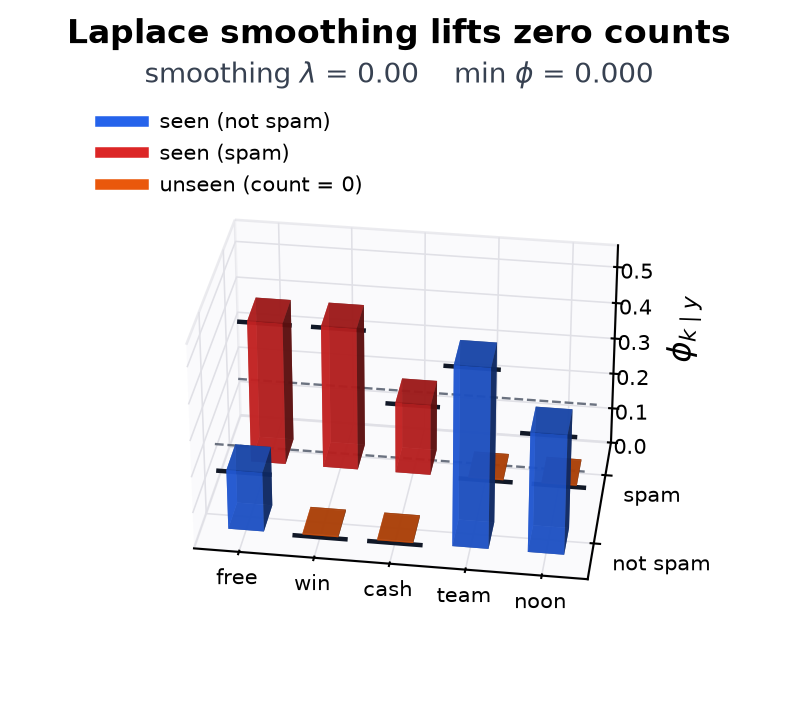 Laplace smoothing lifts zero counts
smoothing λ = 0.00    min ϕ = 0.000
seen (not spam)
seen (spam)
unseen (count = 0)
0.5
0.4
0.3
0.2
0.1
0.0
ϕk | y
spam
not spam
free
win
cash
team
noon